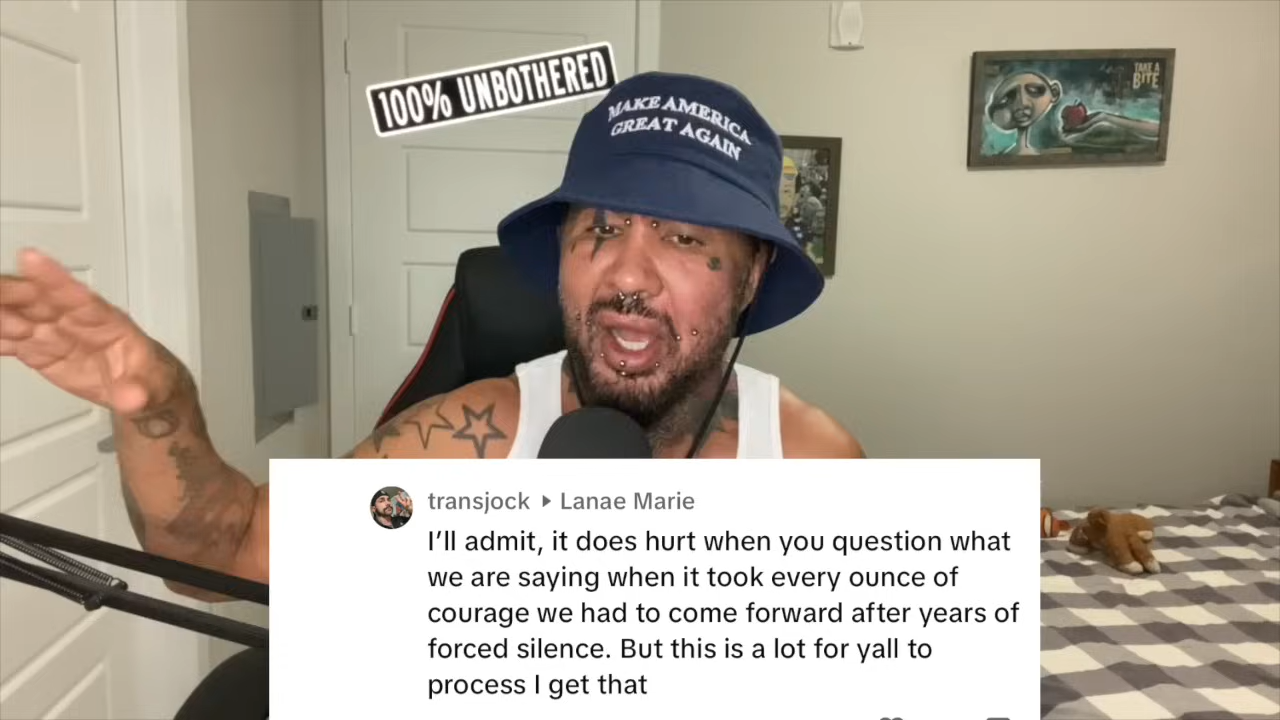 100% UNBOTHERED
MAKE AMERICA
GREAT AGAIN
TAKE A
BITE
transjock ▸ Lanae Marie
I'll admit, it does hurt when you question what
we are saying when it took every ounce of
courage we had to come forward after years of
forced silence. But this is a lot for yall to
process I get that